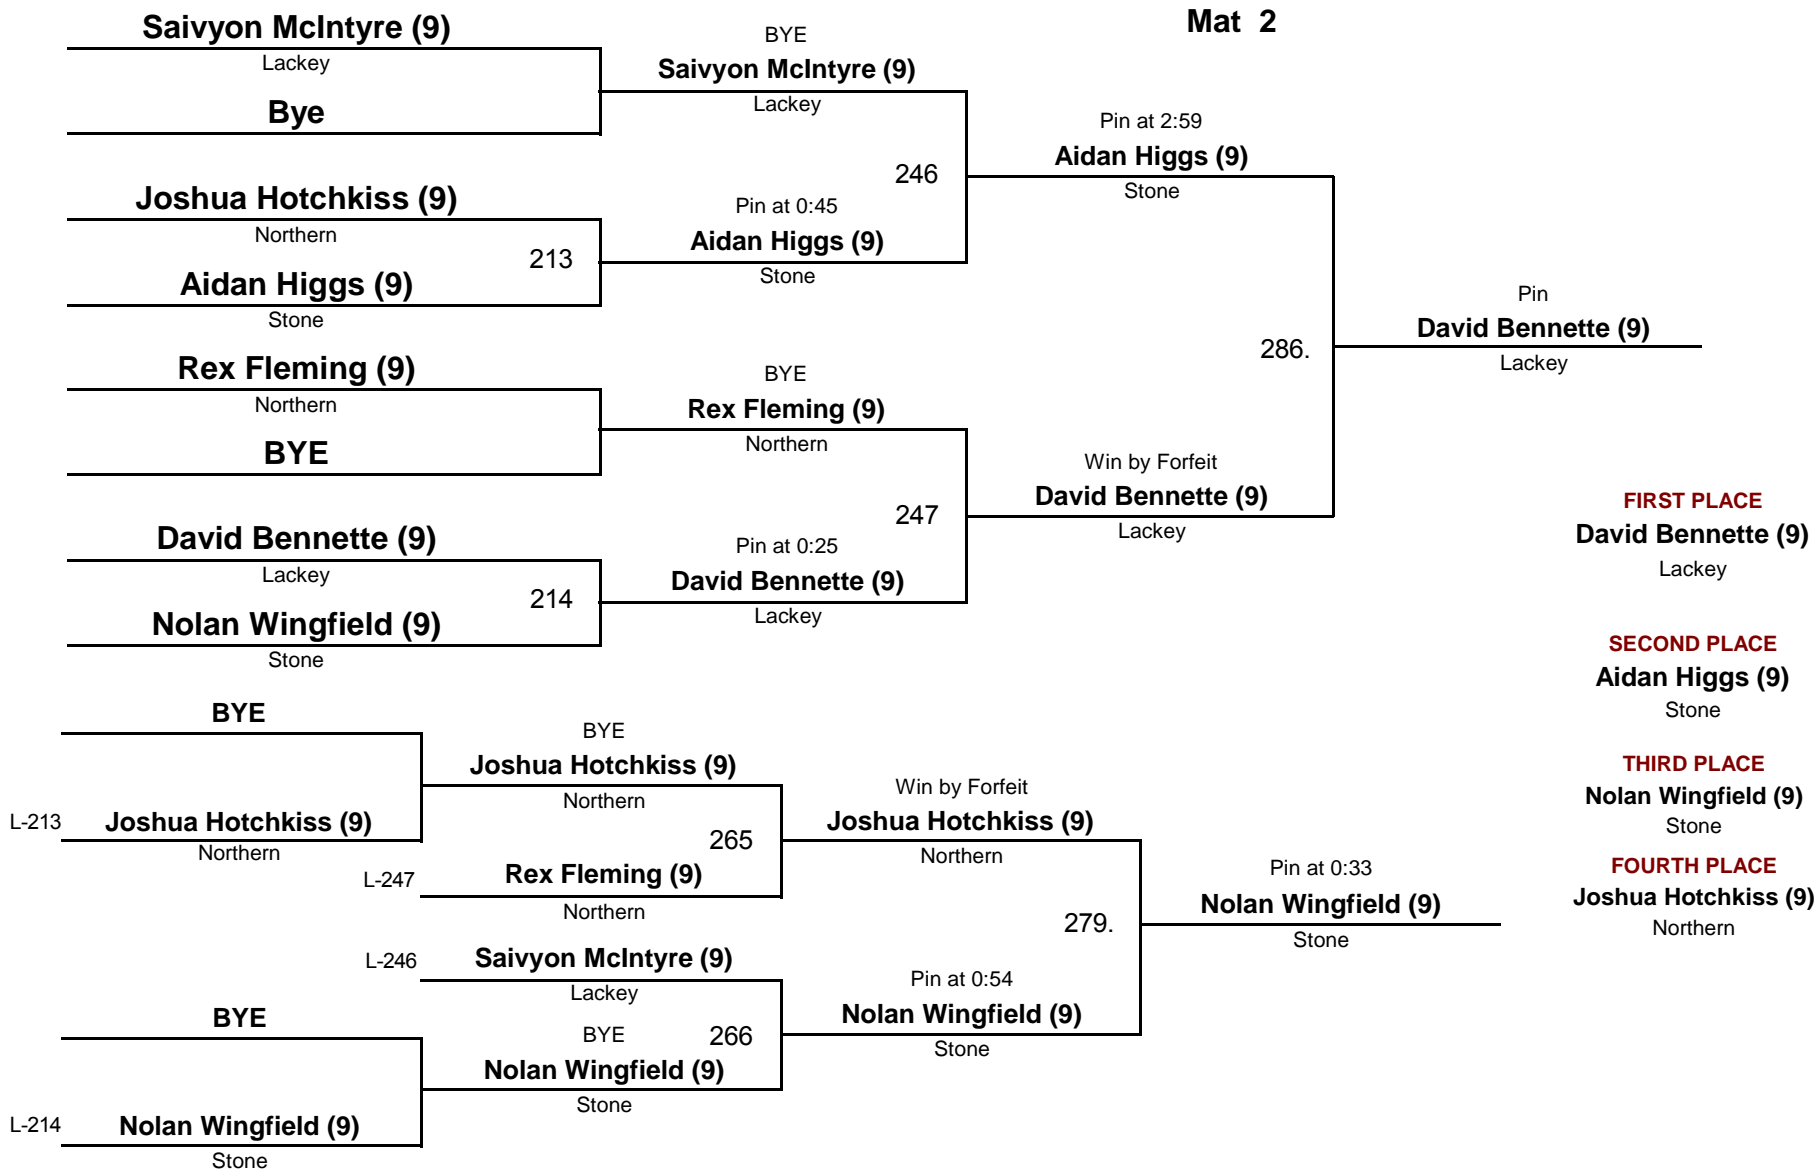 Mat 2
Saivyon McIntyre (9)
Lackey
Bye
Joshua Hotchkiss (9)
Northern
213
Aidan Higgs (9)
Stone
Rex Fleming (9)
Northern
BYE
David Bennette (9)
Lackey
214
Nolan Wingfield (9)
Stone
BYE
Saivyon McIntyre (9)
Lackey
246
Pin at 0:45
Aidan Higgs (9)
Stone
BYE
Rex Fleming (9)
Northern
247
Pin at 0:25
David Bennette (9)
Lackey
Pin at 2:59
Aidan Higgs (9)
Stone
286.
Win by Forfeit
David Bennette (9)
Lackey
Pin
David Bennette (9)
Lackey
FIRST PLACE
David Bennette (9)
Lackey
SECOND PLACE
Aidan Higgs (9)
Stone
THIRD PLACE
Nolan Wingfield (9)
Stone
FOURTH PLACE
Joshua Hotchkiss (9)
Northern
BYE
L-213
Joshua Hotchkiss (9)
Northern
BYE
L-214
Nolan Wingfield (9)
Stone
BYE
Joshua Hotchkiss (9)
Northern
265
L-247
Rex Fleming (9)
Northern
L-246
Saivyon McIntyre (9)
Lackey
BYE
266
Nolan Wingfield (9)
Stone
Win by Forfeit
Joshua Hotchkiss (9)
Northern
279.
Pin at 0:54
Nolan Wingfield (9)
Stone
Pin at 0:33
Nolan Wingfield (9)
Stone